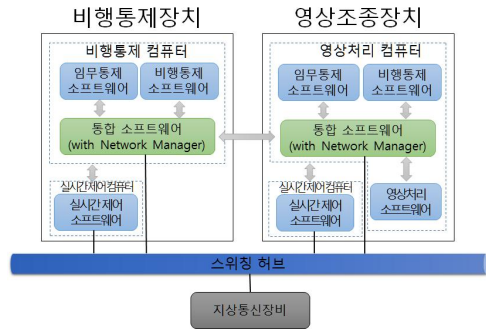 비행통제장치
영상조종장치
비행통제 컴퓨터
임무통제
소프트웨어
비행통제
소프트웨어
통합 소프트웨어
(with Network Manager)
실시간제어컴퓨터
실시간 제어
소프트웨어
영상처리 컴퓨터
임무통제
소프트웨어
비행통제
소프트웨어
통합 소프트웨어
(with Network Manager)
실시간제어컴퓨터
실시간 제어
소프트웨어
영상처리
소프트웨어
스위칭 허브
지상통신장비